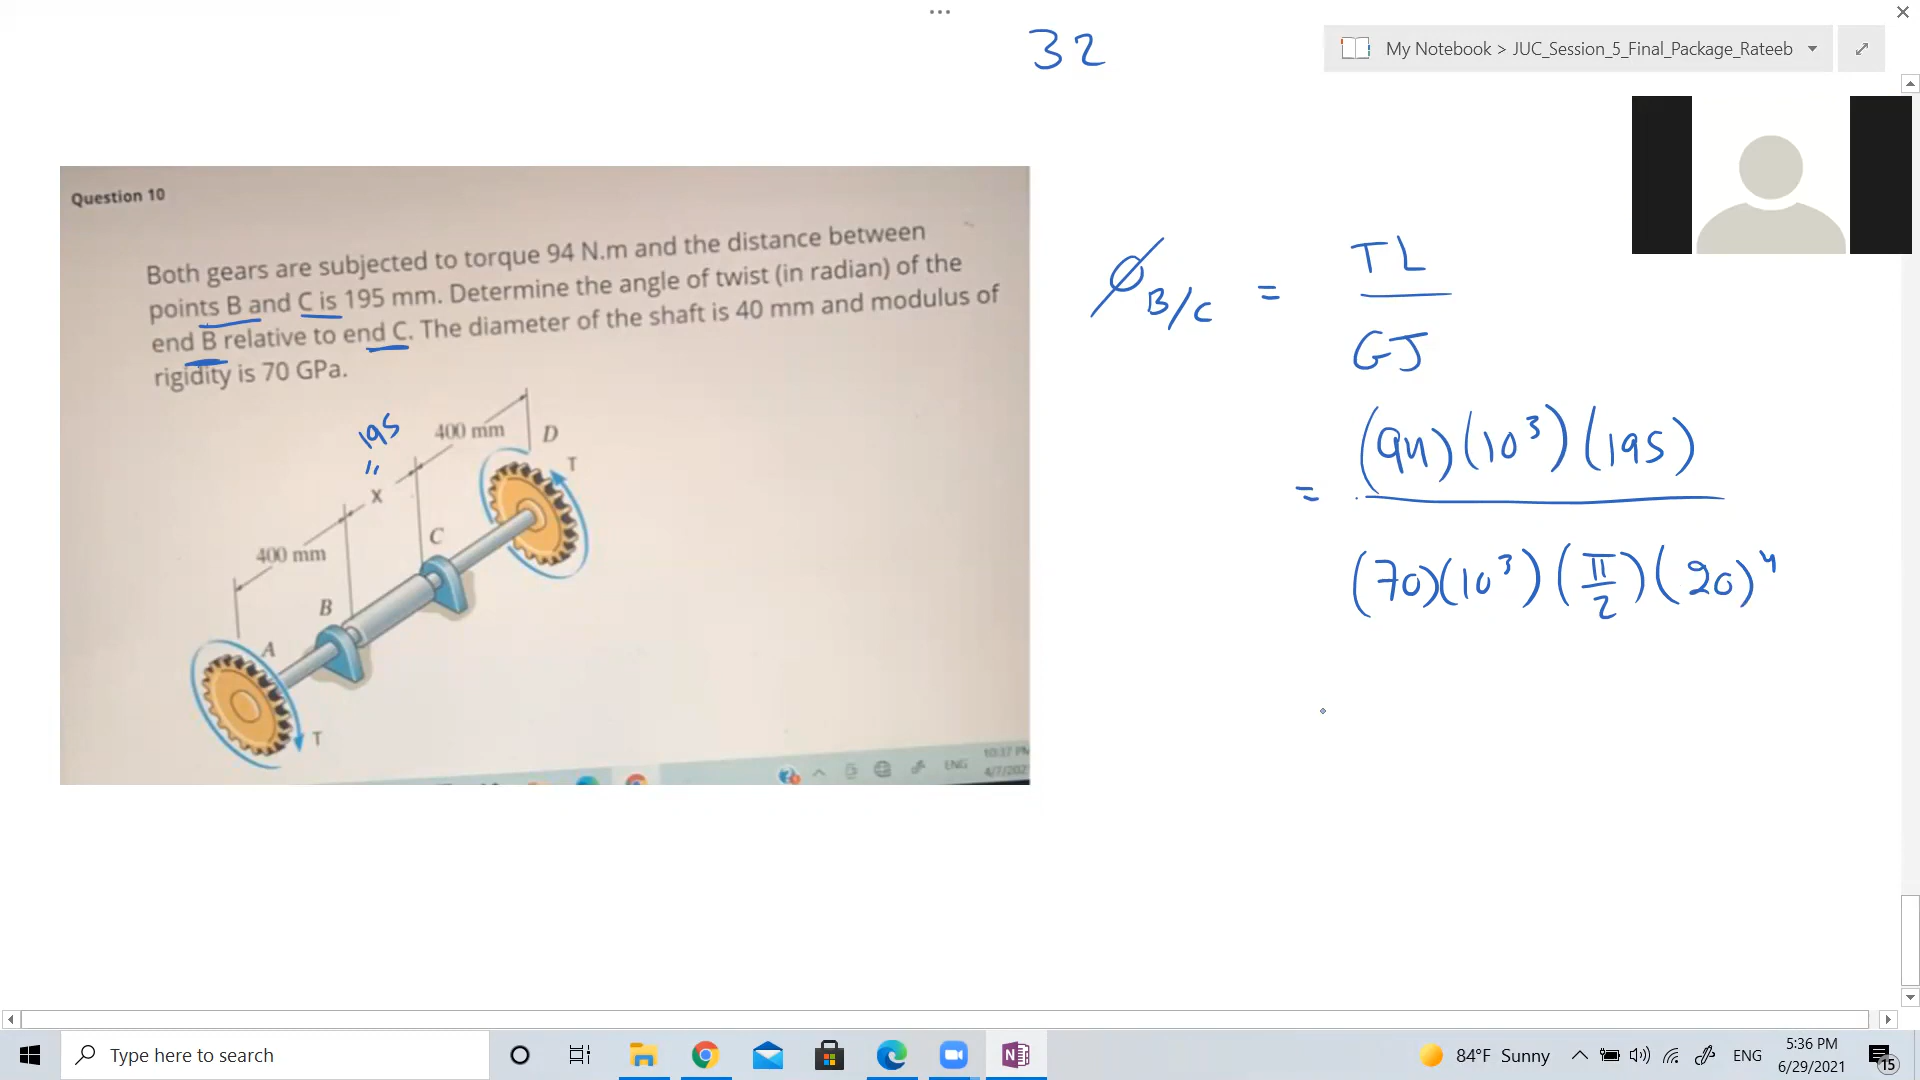 32
My Notebook > JUC_Session_5_Final_Package_Rateeb
Question 10
Both gears are subjected to torque 94 N.m and the distance between
points B and C is 195 mm. Determine the angle of twist (in radian) of the
end B relative to end C. The diameter of the shaft is 40 mm and modulus of
rigidity is 70 GPa.
195
"
400 mm
D
T
X
C
400 mm
B
A
T
10:37 PM
ENG
ϕ B/C = TL
GJ
= (94)(10³)(195)
(70)(10³)(π/2)(20)⁴
Type here to search
84°F Sunny
ENG
5:36 PM
6/29/2021
15